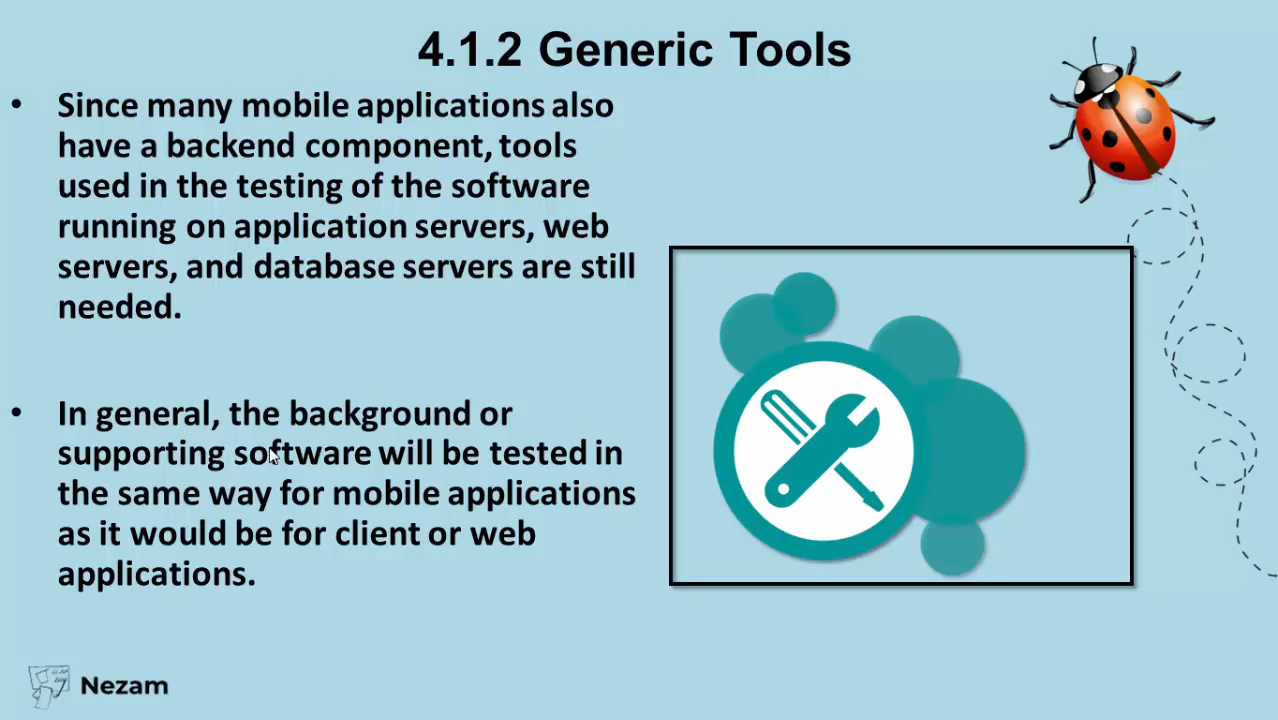 4.1.2 Generic Tools
• Since many mobile applications also
have a backend component, tools
used in the testing of the software
running on application servers, web
servers, and database servers are still
needed.
• In general, the background or
supporting software will be tested in
the same way for mobile applications
as it would be for client or web
applications.
Nezam